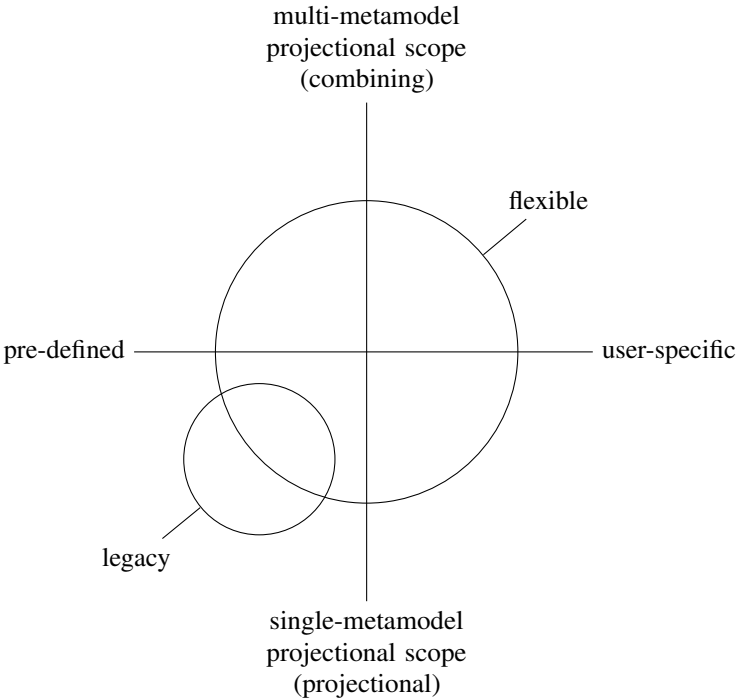 multi-metamodel
projectional scope
(combining)
flexible
pre-defined
user-specific
legacy
single-metamodel
projectional scope
(projectional)